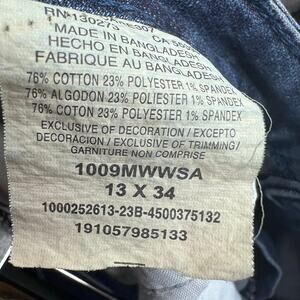 MADE IN BANGLADESH
HECHO EN BANGLADESH
FABRIQUE AU BANGLADESH
76% COTTON 23% POLYESTER 1% SPANDEX
76% ALGODON 23% POLIESTER 1% SPANDEX
76% COTON 23% POLYESTER 1% SPANDEX
EXCLUSIVE OF DECORATION / EXCEPTO
DECORACION / EXCLUSIVE OF TRIMMING/
GARNITURE NON COMPRISE
1009MWWSA
13 X 34
1000252613-23B-4500375132
191057985133